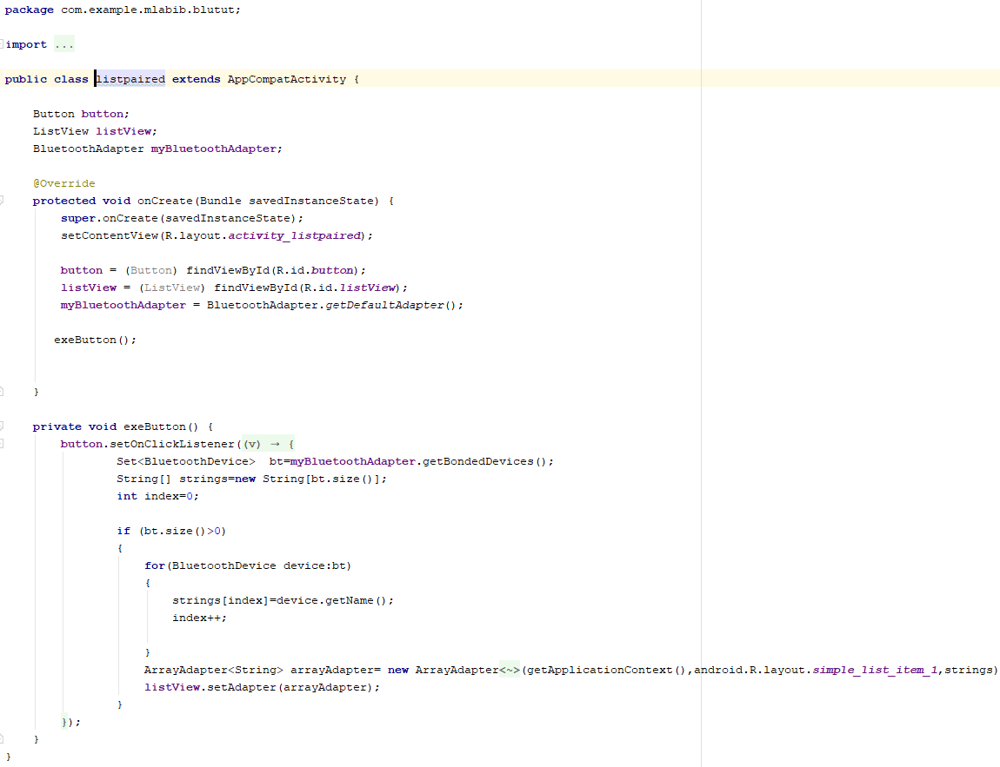 package com.example.mlabib.blutut;
import ...
public class listpaired extends AppCompatActivity {
Button button;
ListView listView;
BluetoothAdapter myBluetoothAdapter;
@Override
protected void onCreate(Bundle savedInstanceState) {
super.onCreate(savedInstanceState);
setContentView(R.layout.activity_listpaired);
button = (Button) findViewById(R.id.button);
listView = (ListView) findViewById(R.id.listView);
myBluetoothAdapter = BluetoothAdapter.getDefaultAdapter();
exeButton();
}
private void exeButton() {
button.setOnClickListener((v) → {
Set<BluetoothDevice>  bt=myBluetoothAdapter.getBondedDevices();
String[] strings=new String[bt.size()];
int index=0;
if (bt.size()>0)
{
for(BluetoothDevice device:bt)
{
strings[index]=device.getName();
index++;
}
ArrayAdapter<String> arrayAdapter= new ArrayAdapter<~>(getApplicationContext(),android.R.layout.simple_list_item_1,strings)
listView.setAdapter(arrayAdapter);
}
});
}
}